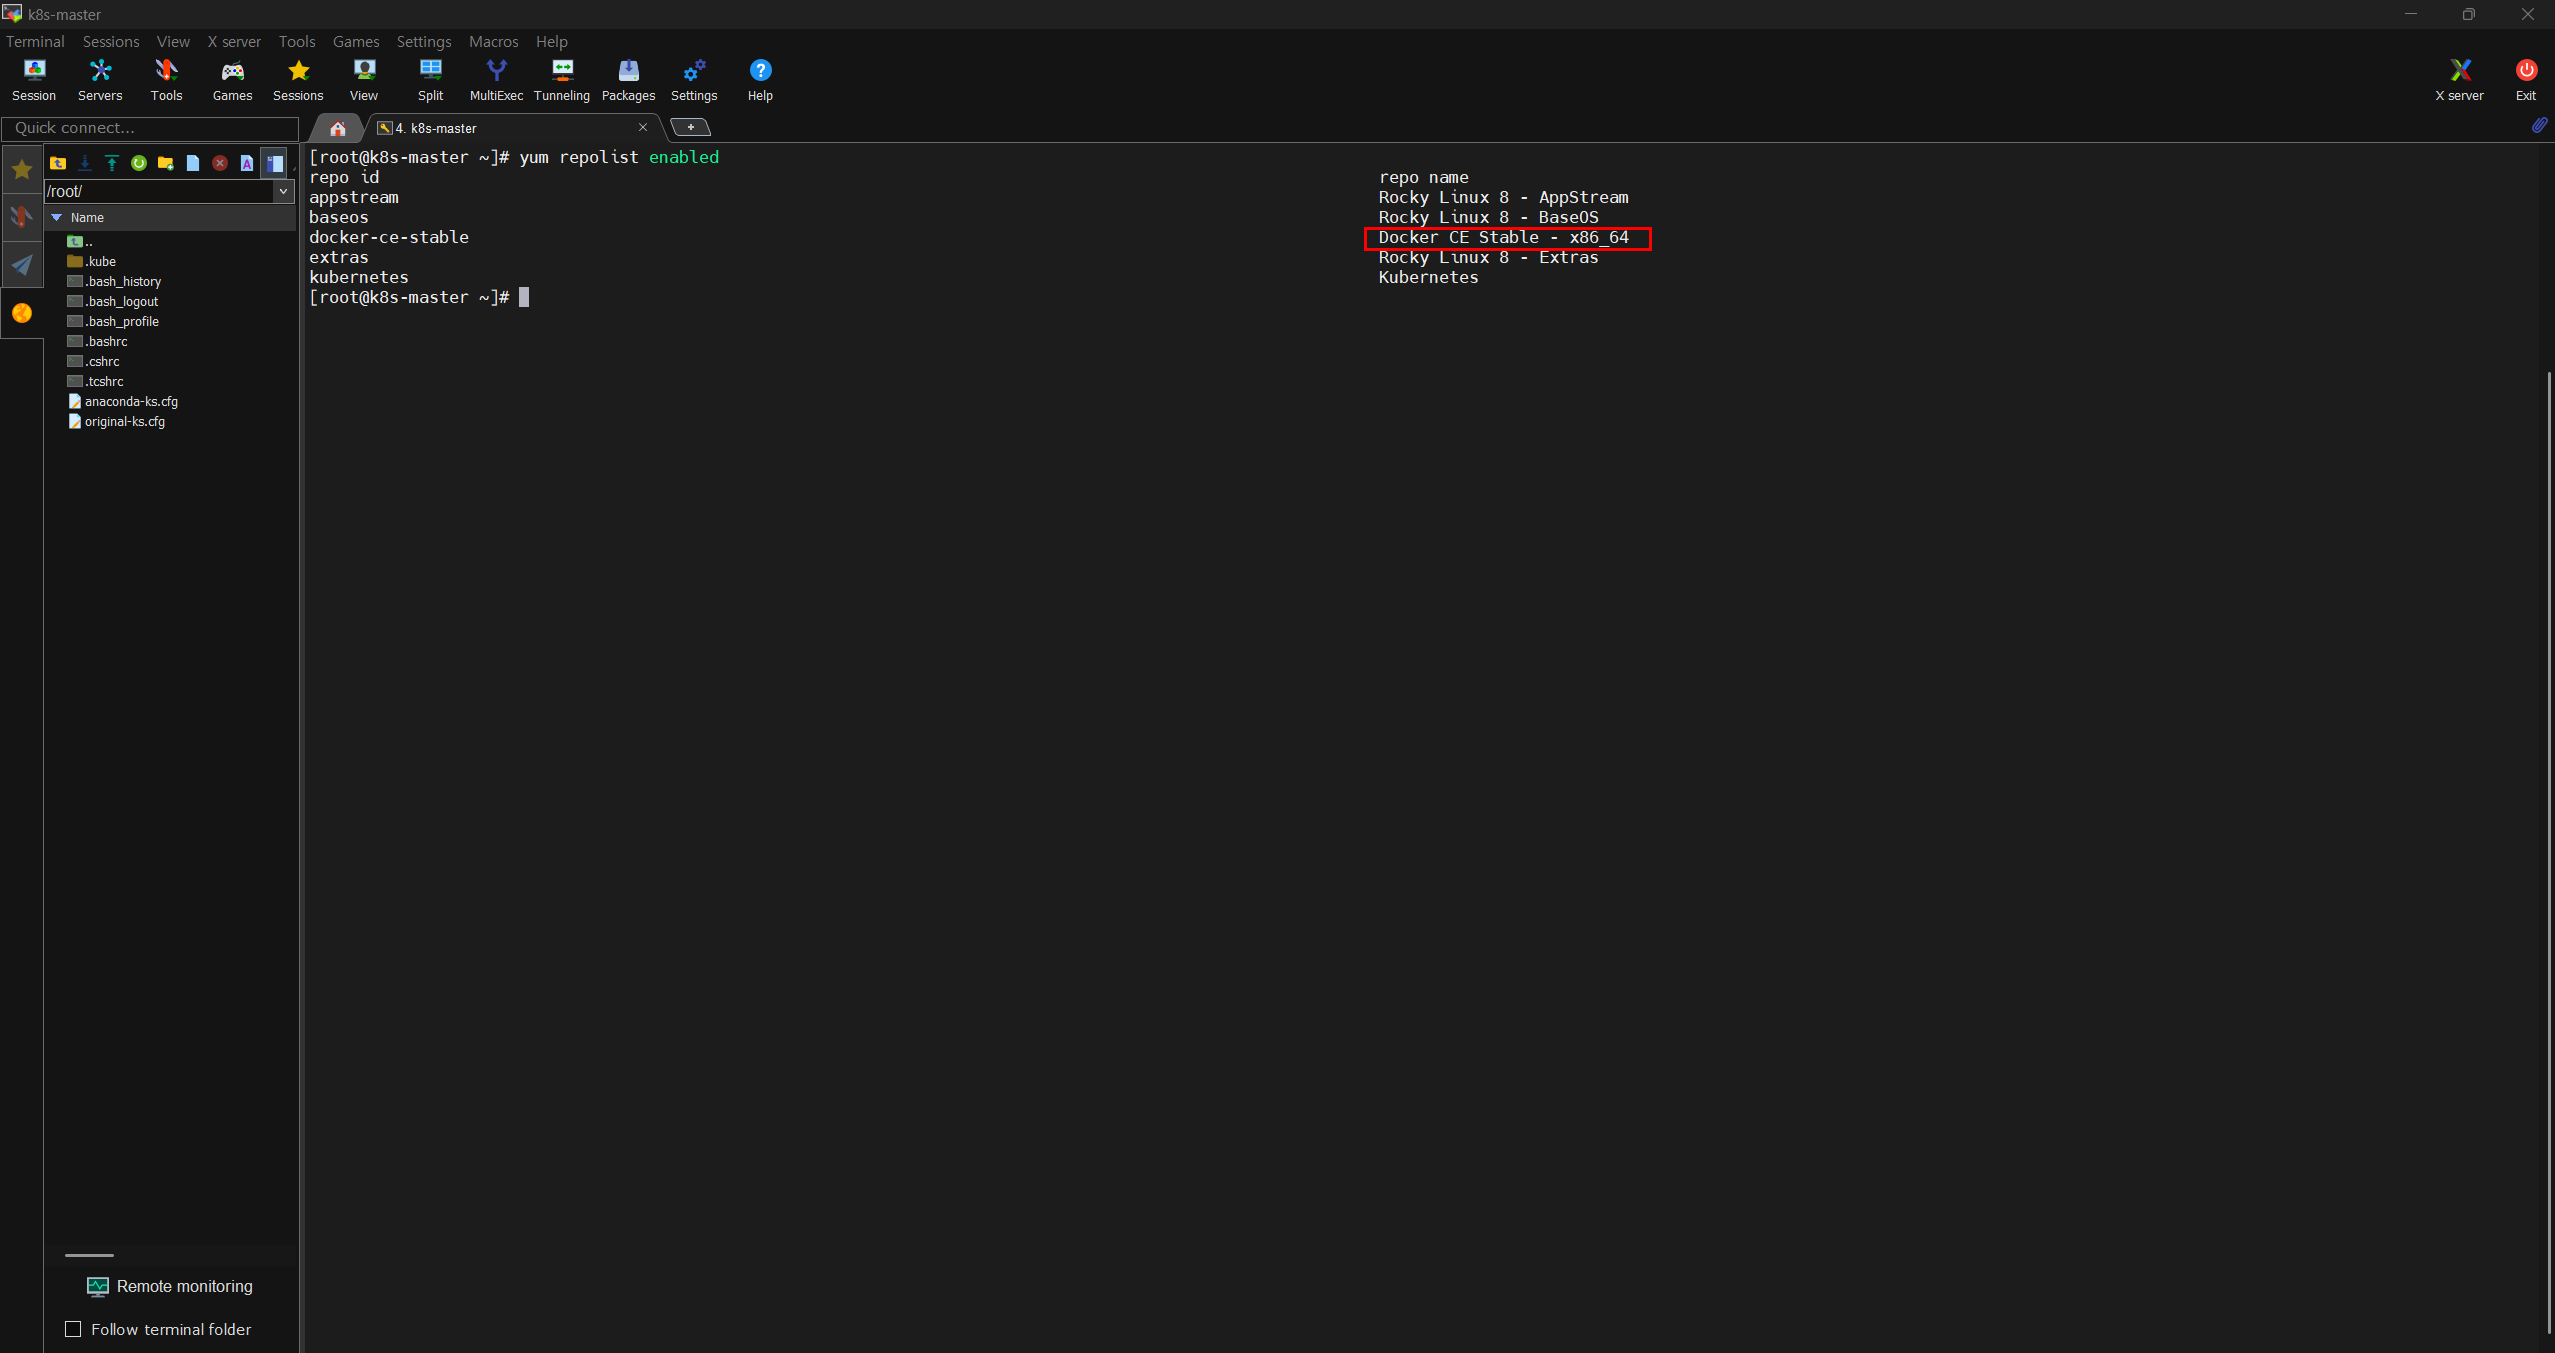 k8s-master
Terminal Sessions View X server Tools Games Settings Macros Help
Session Servers Tools Games Sessions View Split MultiExec Tunneling Packages Settings Help X server Exit
Quick connect...
4. k8s-master
/root/
Name
..
.kube
.bash_history
.bash_logout
.bash_profile
.bashrc
.cshrc
.tcshrc
anaconda-ks.cfg
original-ks.cfg
Remote monitoring
Follow terminal folder
[root@k8s-master ~]# yum repolist enabled
repo id repo name
appstream Rocky Linux 8 - AppStream
baseos Rocky Linux 8 - BaseOS
docker-ce-stable Docker CE Stable - x86_64
extras Rocky Linux 8 - Extras
kubernetes Kubernetes
[root@k8s-master ~]#